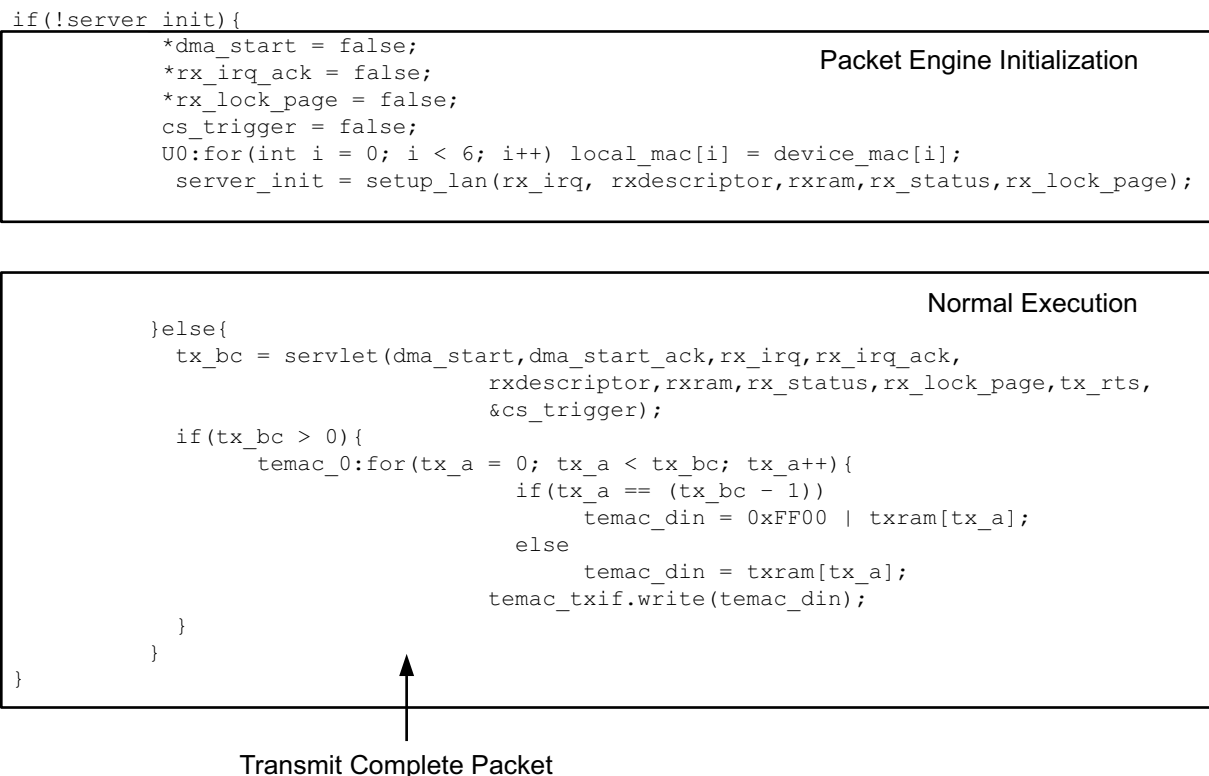 if(!server_init){
*dma_start = false;
Packet Engine Initialization
*rx_irq_ack = false;
*rx_lock_page = false;
cs_trigger = false;
U0:for(int i = 0; i < 6; i++) local_mac[i] = device_mac[i];
server_init = setup_lan(rx_irq, rxdescriptor,rxram,rx_status,rx_lock_page);
Normal Execution
}else{
tx_bc = servlet(dma_start,dma_start_ack,rx_irq,rx_irq_ack,
rxdescriptor,rxram,rx_status,rx_lock_page,tx_rts,
&cs_trigger);
if(tx_bc > 0){
temac_0:for(tx_a = 0; tx_a < tx_bc; tx_a++){
if(tx_a == (tx_bc – 1))
temac_din = 0xFF00 | txram[tx_a];
else
temac_din = txram[tx_a];
temac_txif.write(temac_din);
}
}
}
Transmit Complete Packet